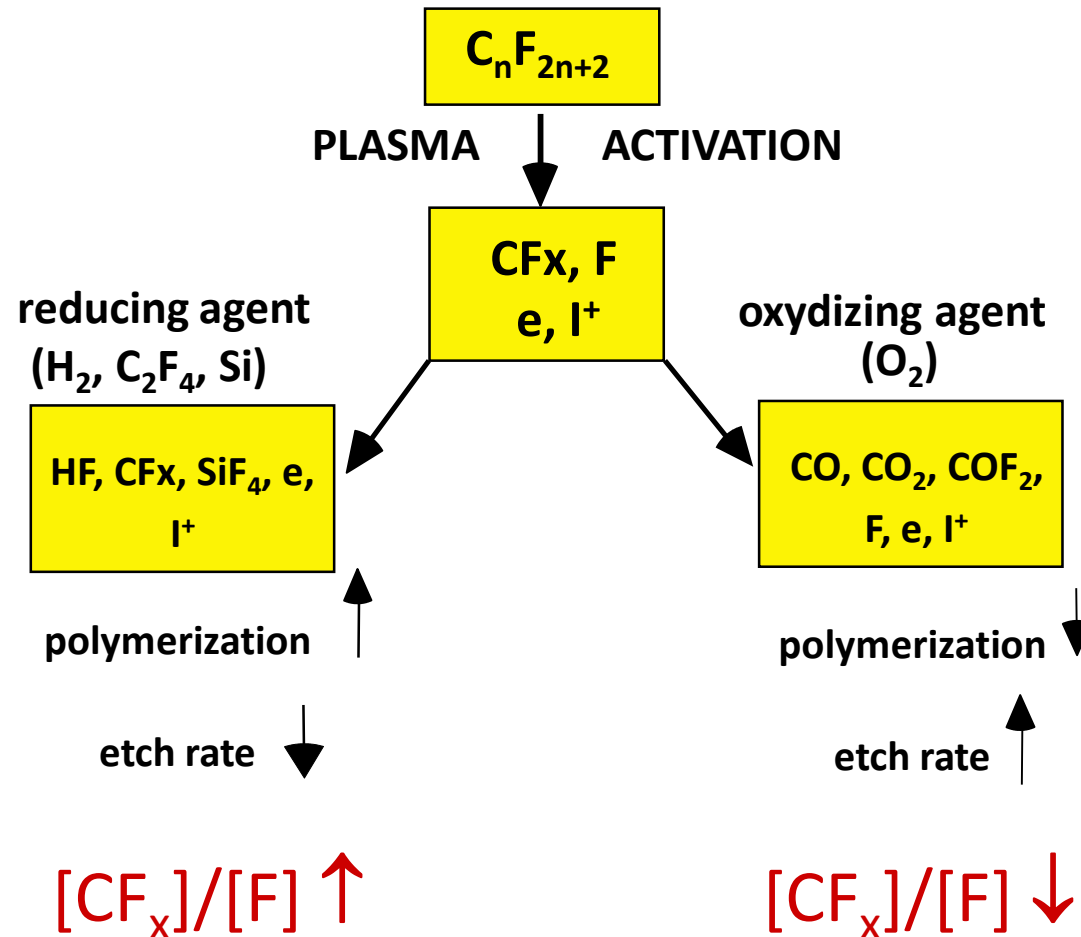 CₙF₂ₙ₊₂
PLASMA ACTIVATION
CFx, F
e, I⁺
reducing agent
(H₂, C₂F₄, Si)
HF, CFx, SiF₄, e,
I⁺
polymerization ↑
etch rate ↓
[CFₓ]/[F] ↑
oxydizing agent
(O₂)
CO, CO₂, COF₂,
F, e, I⁺
polymerization ↓
etch rate ↑
[CFₓ]/[F] ↓